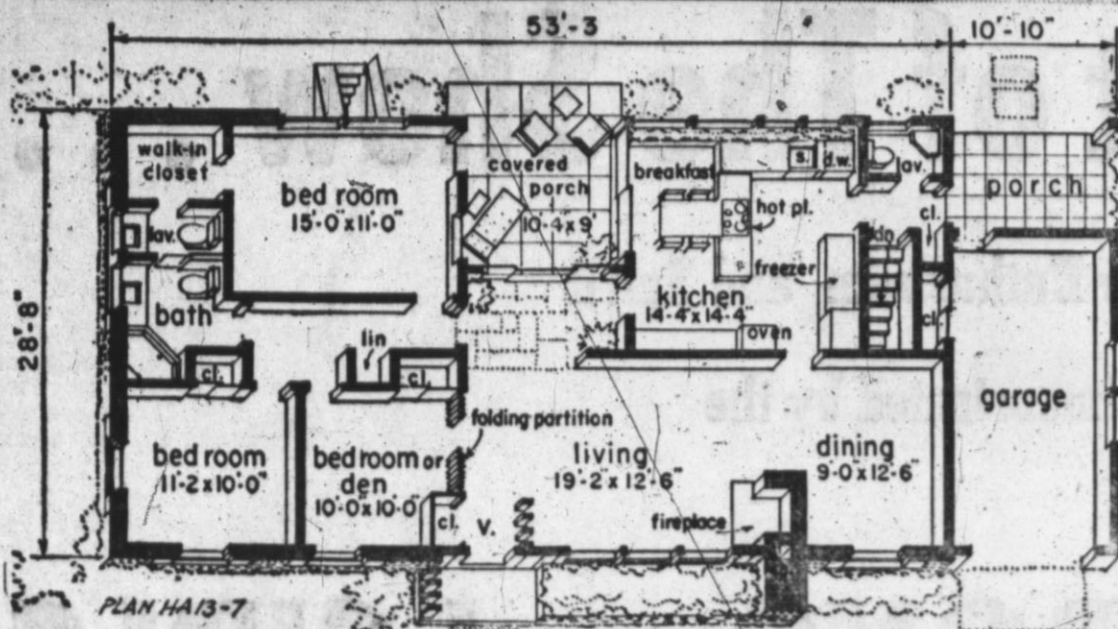 53'-3
10'-10"
28'-8"
walk-in
closet
bed room
15'-0"x11'-0"
lav.
bath
cl.
lin
cl.
covered
porch
10-4x9'
breakfast
s.
d.w.
lav.
hot pl.
freezer
kitchen
14'-4"x14'-4"
oven
dn
cl.
cl.
porch
garage
bed room
11'-2x10'-0"
bed room or
den
10'-0"x10'-0"
folding partition
cl.
v.
living
19'-2"x12'-6"
dining
9'-0x12'-6"
fireplace
PLAN HA13-7